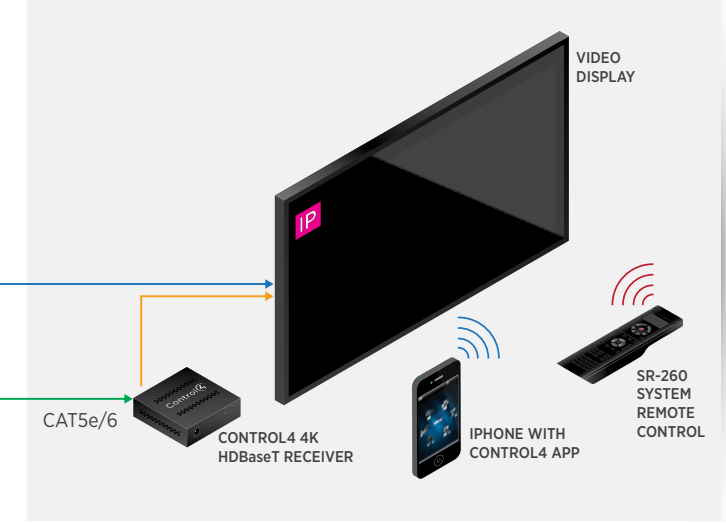 VIDEO
DISPLAY
IP
CAT5e/6
Control4
CONTROL4 4K
HDBaseT RECEIVER
IPHONE WITH
CONTROL4 APP
SR-260
SYSTEM
REMOTE
CONTROL